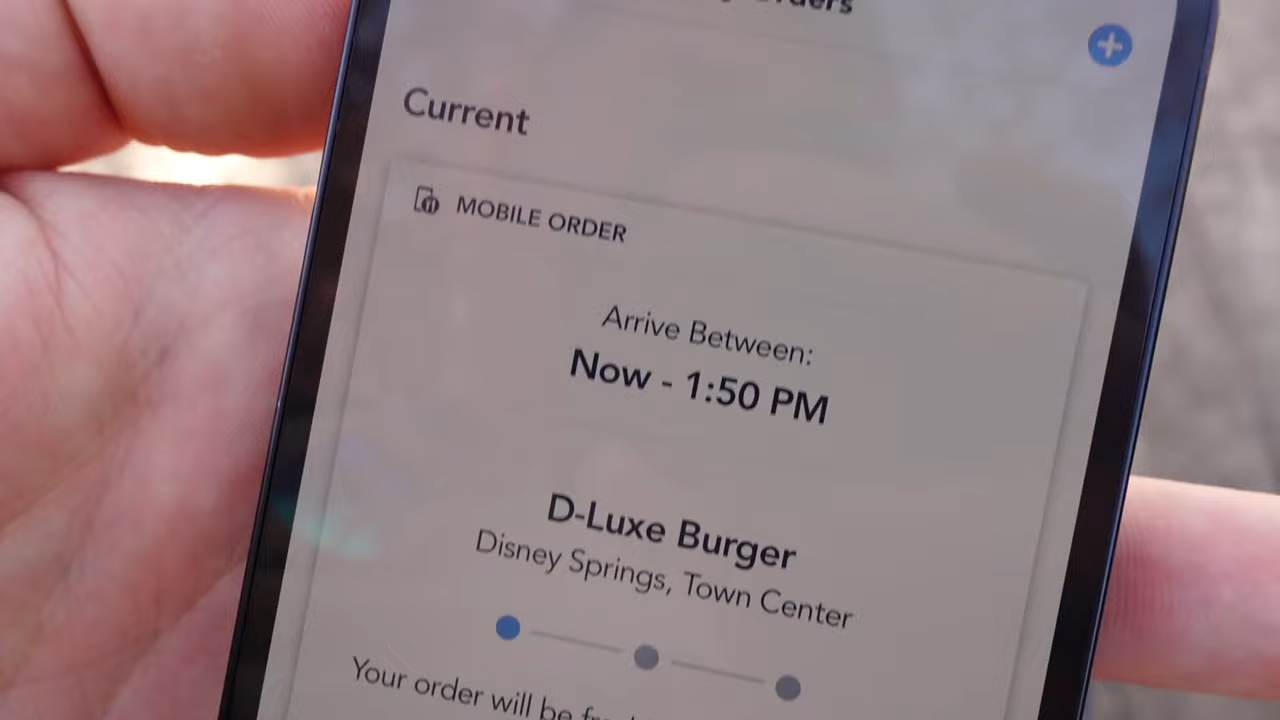 Orders
Current
MOBILE ORDER
Arrive Between:
Now - 1:50 PM
D-Luxe Burger
Disney Springs, Town Center
Your order will be